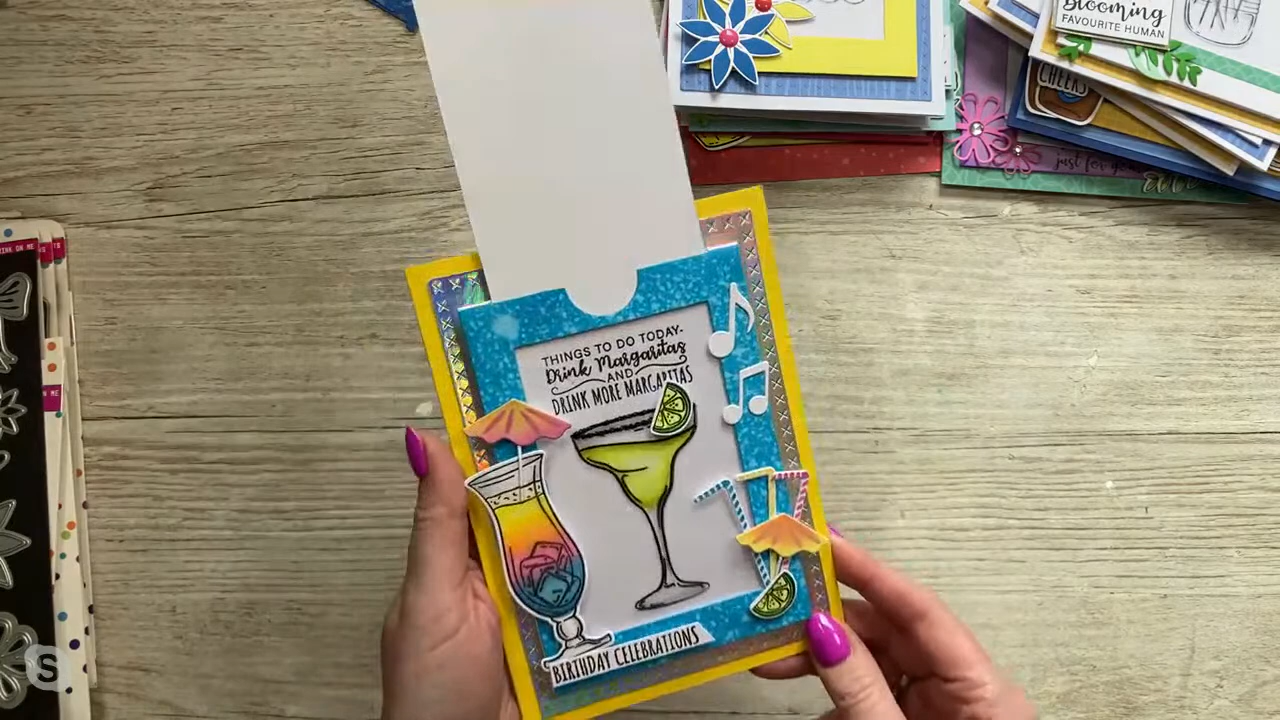 Blooming
FAVOURITE HUMAN
CHEERS
just for you
THINGS TO DO TODAY-
Drink Margaritas
AND
DRINK MORE MARGARITAS
BIRTHDAY CELEBRATIONS
S